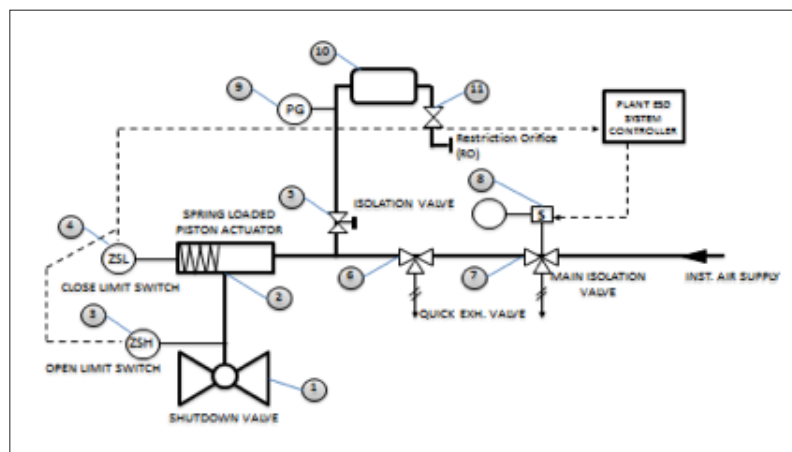 10
9
PG
11
PLANT ESD
SYSTEM
CONTROLLER
Restriction Orifice
(RO)
8
S
3
ISOLATION VALVE
SPRING LOADED
PISTON ACTUATOR
4
ZSL
CLOSE LIMIT SWITCH
2
6
7
MAIN ISOLATION
VALVE
INST. AIR SUPPLY
QUICK EXH. VALVE
3
ZSH
OPEN LIMIT SWITCH
1
SHUTDOWN VALVE